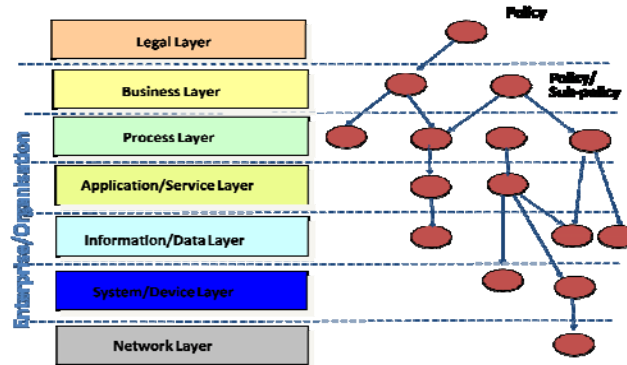 Policy
Legal Layer
Business Layer
Policy/
Sub-policy
Process Layer
Application/Service Layer
Information/Data Layer
System/Device Layer
Network Layer
Enterprise/Organisation